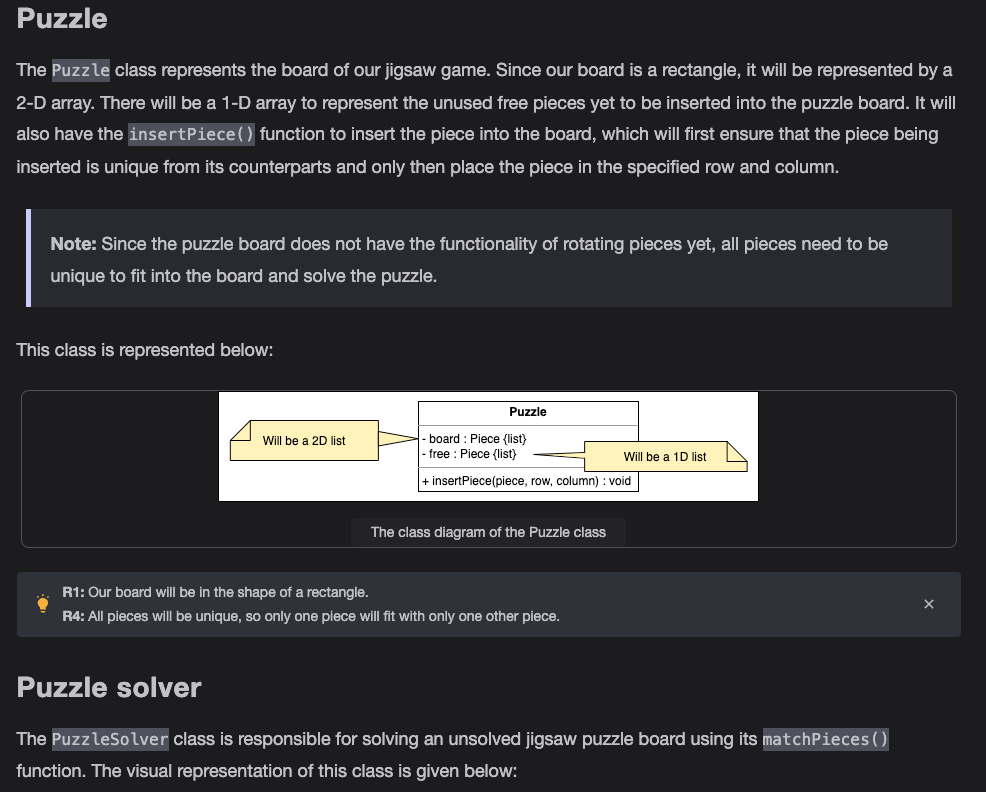 Puzzle
The Puzzle class represents the board of our jigsaw game. Since our board is a rectangle, it will be represented by a
2-D array. There will be a 1-D array to represent the unused free pieces yet to be inserted into the puzzle board. It will
also have the insertPiece() function to insert the piece into the board, which will first ensure that the piece being
inserted is unique from its counterparts and only then place the piece in the specified row and column.
Note: Since the puzzle board does not have the functionality of rotating pieces yet, all pieces need to be
unique to fit into the board and solve the puzzle.
This class is represented below:
Puzzle
Will be a 2D list
- board : Piece {list}
- free : Piece {list}
Will be a 1D list
+ insertPiece(piece, row, column) : void
The class diagram of the Puzzle class
R1: Our board will be in the shape of a rectangle.
R4: All pieces will be unique, so only one piece will fit with only one other piece.
Puzzle solver
The PuzzleSolver class is responsible for solving an unsolved jigsaw puzzle board using its matchPieces()
function. The visual representation of this class is given below: